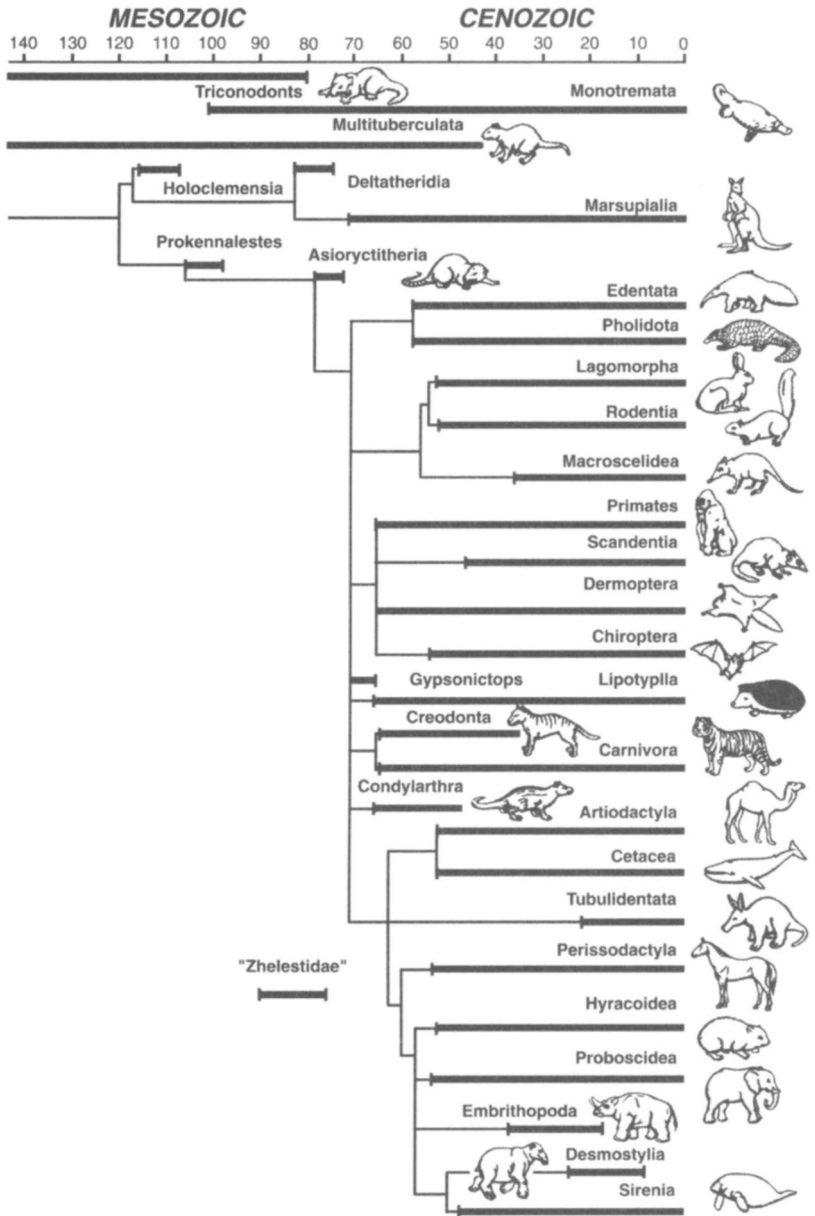 MESOZOIC CENOZOIC
140 130 120 110 100 90 80 70 60 50 40 30 20 10 0
Triconodonts
Monotremata
Multituberculata
Holoclemensia
Deltatheridia
Marsupialia
Prokennalestes
Asioryctitheria
Edentata
Pholidota
Lagomorpha
Rodentia
Macroscelidea
Primates
Scandentia
Dermoptera
Chiroptera
Gypsonictops
Lipotyplla
Creodonta
Carnivora
Condylarthra
Artiodactyla
Cetacea
Tubulidentata
Perissodactyla
"Zhelestidae"
Hyracoidea
Proboscidea
Embrithopoda
Desmostylia
Sirenia